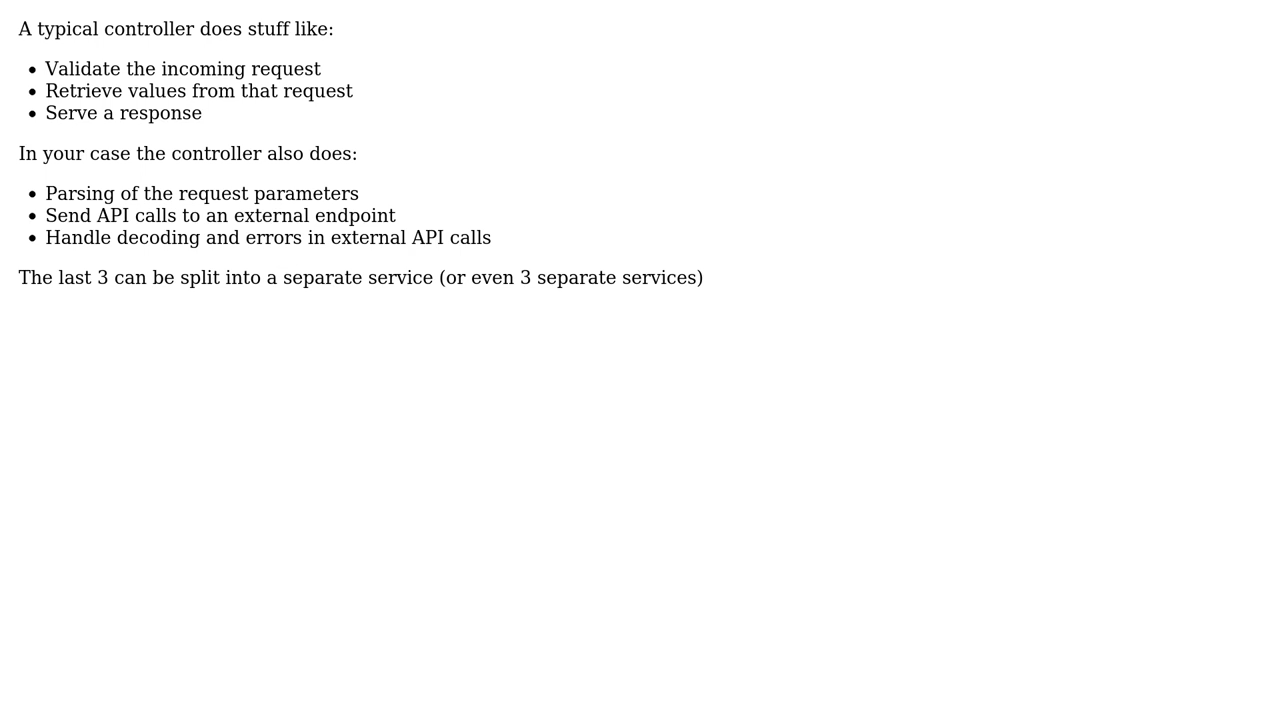 A typical controller does stuff like:
• Validate the incoming request
• Retrieve values from that request
• Serve a response
In your case the controller also does:
• Parsing of the request parameters
• Send API calls to an external endpoint
• Handle decoding and errors in external API calls
The last 3 can be split into a separate service (or even 3 separate services)